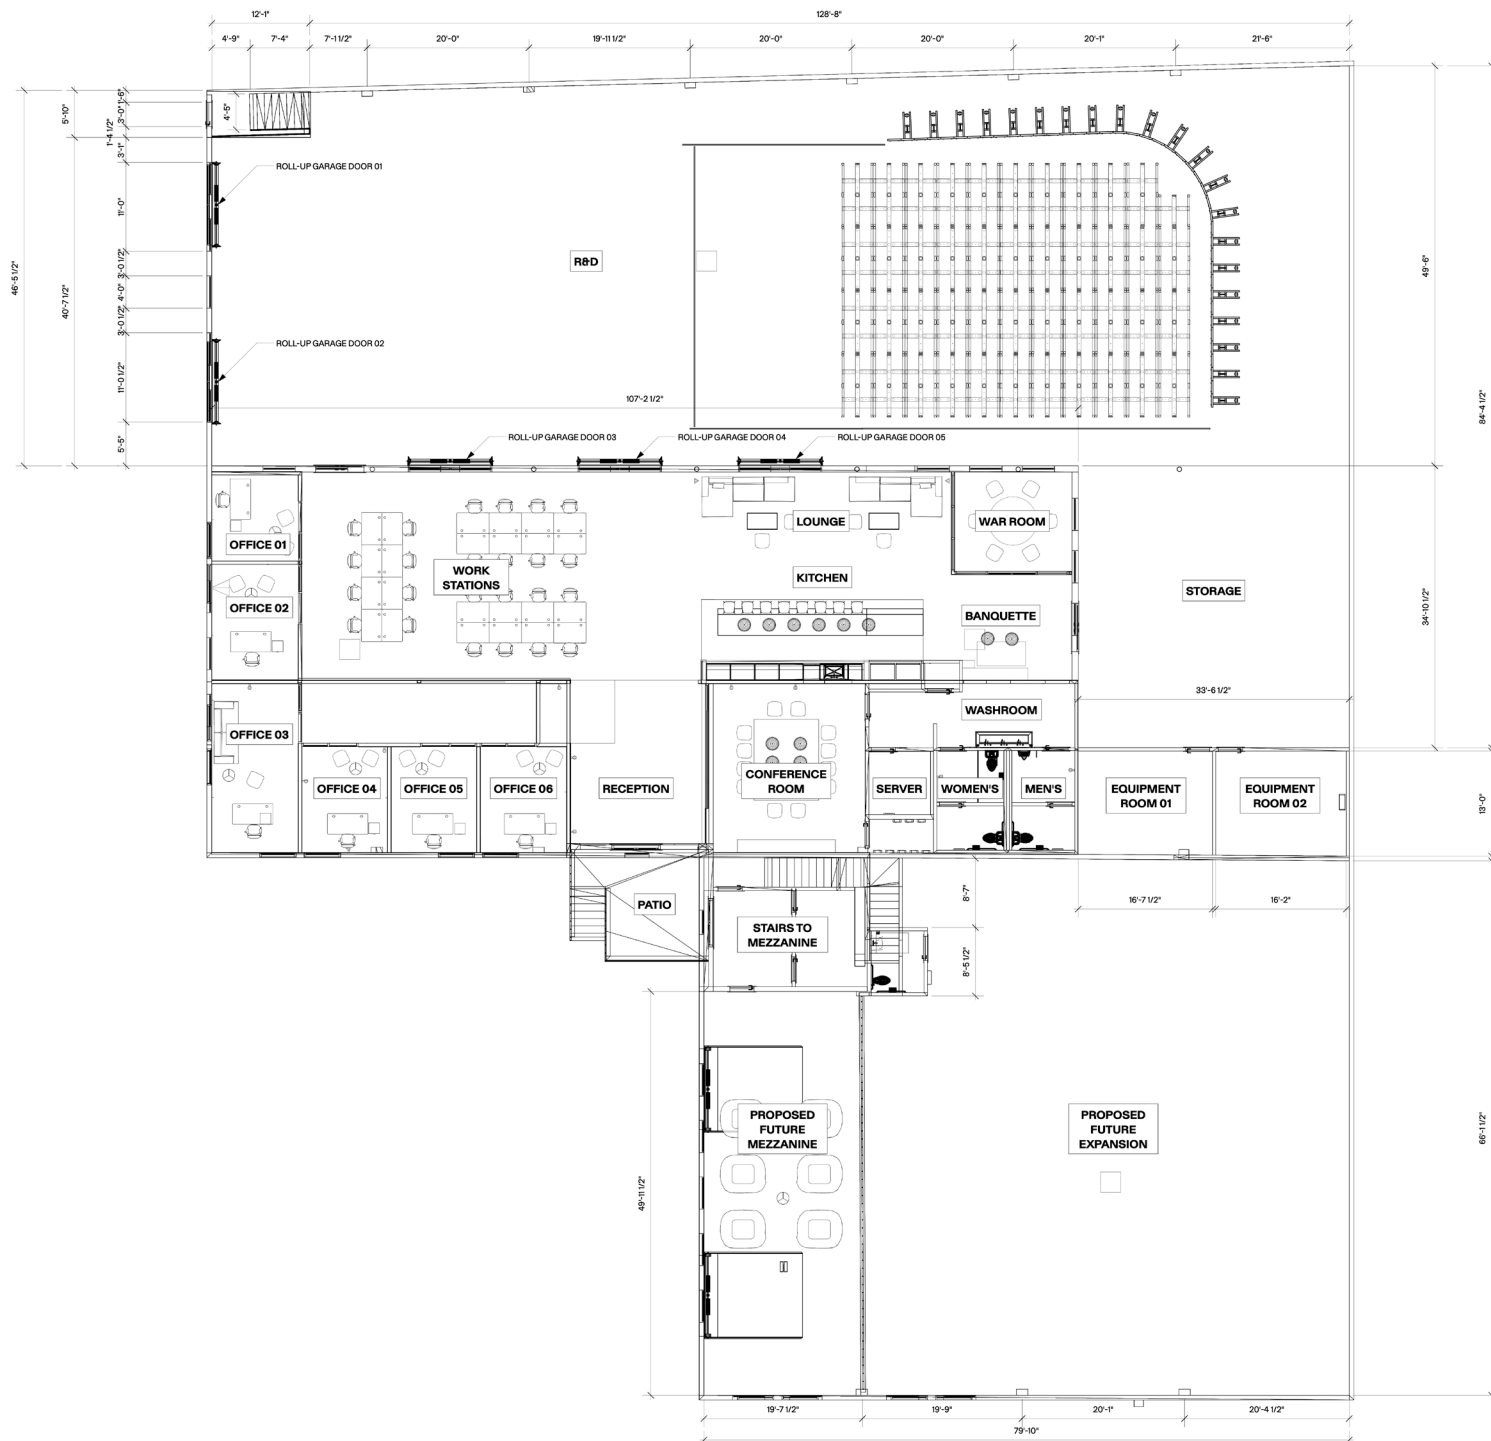 12'-1"
128'-8"
4'-9"
7'-4"
7'-11 1/2"
20'-0"
19'-11 1/2"
20'-0"
20'-0"
20'-1"
21'-6"
46'-5 1/2"
5'-10"
40'-7 1/2"
1'-6"
3'-0"
1'-4 1/2"
3'-1"
11'-0"
3'-0 1/2"
4'-0"
3'-0 1/2"
11'-0 1/2"
5'-5"
4'-5"
ROLL-UP GARAGE DOOR 01
R&D
ROLL-UP GARAGE DOOR 02
107'-2 1/2"
49'-6"
84'-4 1/2"
ROLL-UP GARAGE DOOR 03
ROLL-UP GARAGE DOOR 04
ROLL-UP GARAGE DOOR 05
OFFICE 01
LOUNGE
WAR ROOM
WORK
STATIONS
KITCHEN
STORAGE
OFFICE 02
BANQUETTE
34'-10 1/2"
33'-6 1/2"
WASHROOM
OFFICE 03
OFFICE 04
OFFICE 05
OFFICE 06
RECEPTION
CONFERENCE
ROOM
SERVER
WOMEN'S
MEN'S
EQUIPMENT
ROOM 01
EQUIPMENT
ROOM 02
13'-0"
PATIO
STAIRS TO
MEZZANINE
8'-7"
16'-7 1/2"
16'-2"
8'-5 1/2"
PROPOSED
FUTURE
MEZZANINE
PROPOSED
FUTURE
EXPANSION
66'-1 1/2"
49'-11 1/2"
19'-7 1/2"
19'-9"
20'-1"
20'-4 1/2"
79'-10"